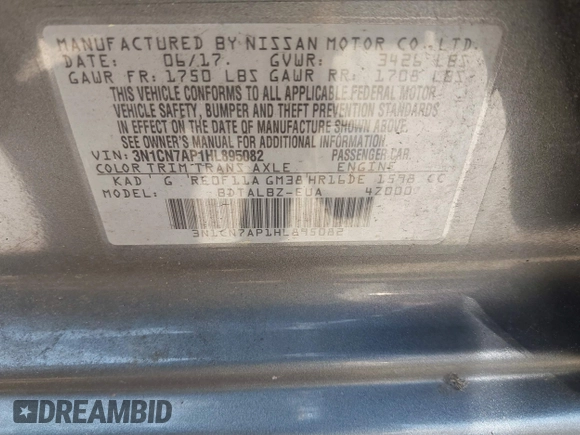 MANUFACTURED BY NISSAN MOTOR CO., LTD.
DATE: 06/17. GVWR: 3426 LBS
GAWR FR: 1750 LBS GAWR RR: 1708 LBS
THIS VEHICLE CONFORMS TO ALL APPLICABLE FEDERAL MOTOR
VEHICLE SAFETY, BUMPER AND THEFT PREVENTION STANDARDS
IN EFFECT ON THE DATE OF MANUFACTURE SHOWN ABOVE.
SEE OWNER'S MANUAL FOR ADDITIONAL INFORMATION
VIN: 3N1CN7AP1HL895082 PASSENGER CAR.
COLOR TRIM TRANS AXLE ENGINE
KAD G RE0F11A GM38 HR16DE 1598 CC
MODEL: BDTALBZ-EUA 42000
3N1CN7AP1HL895082
DREAMBID